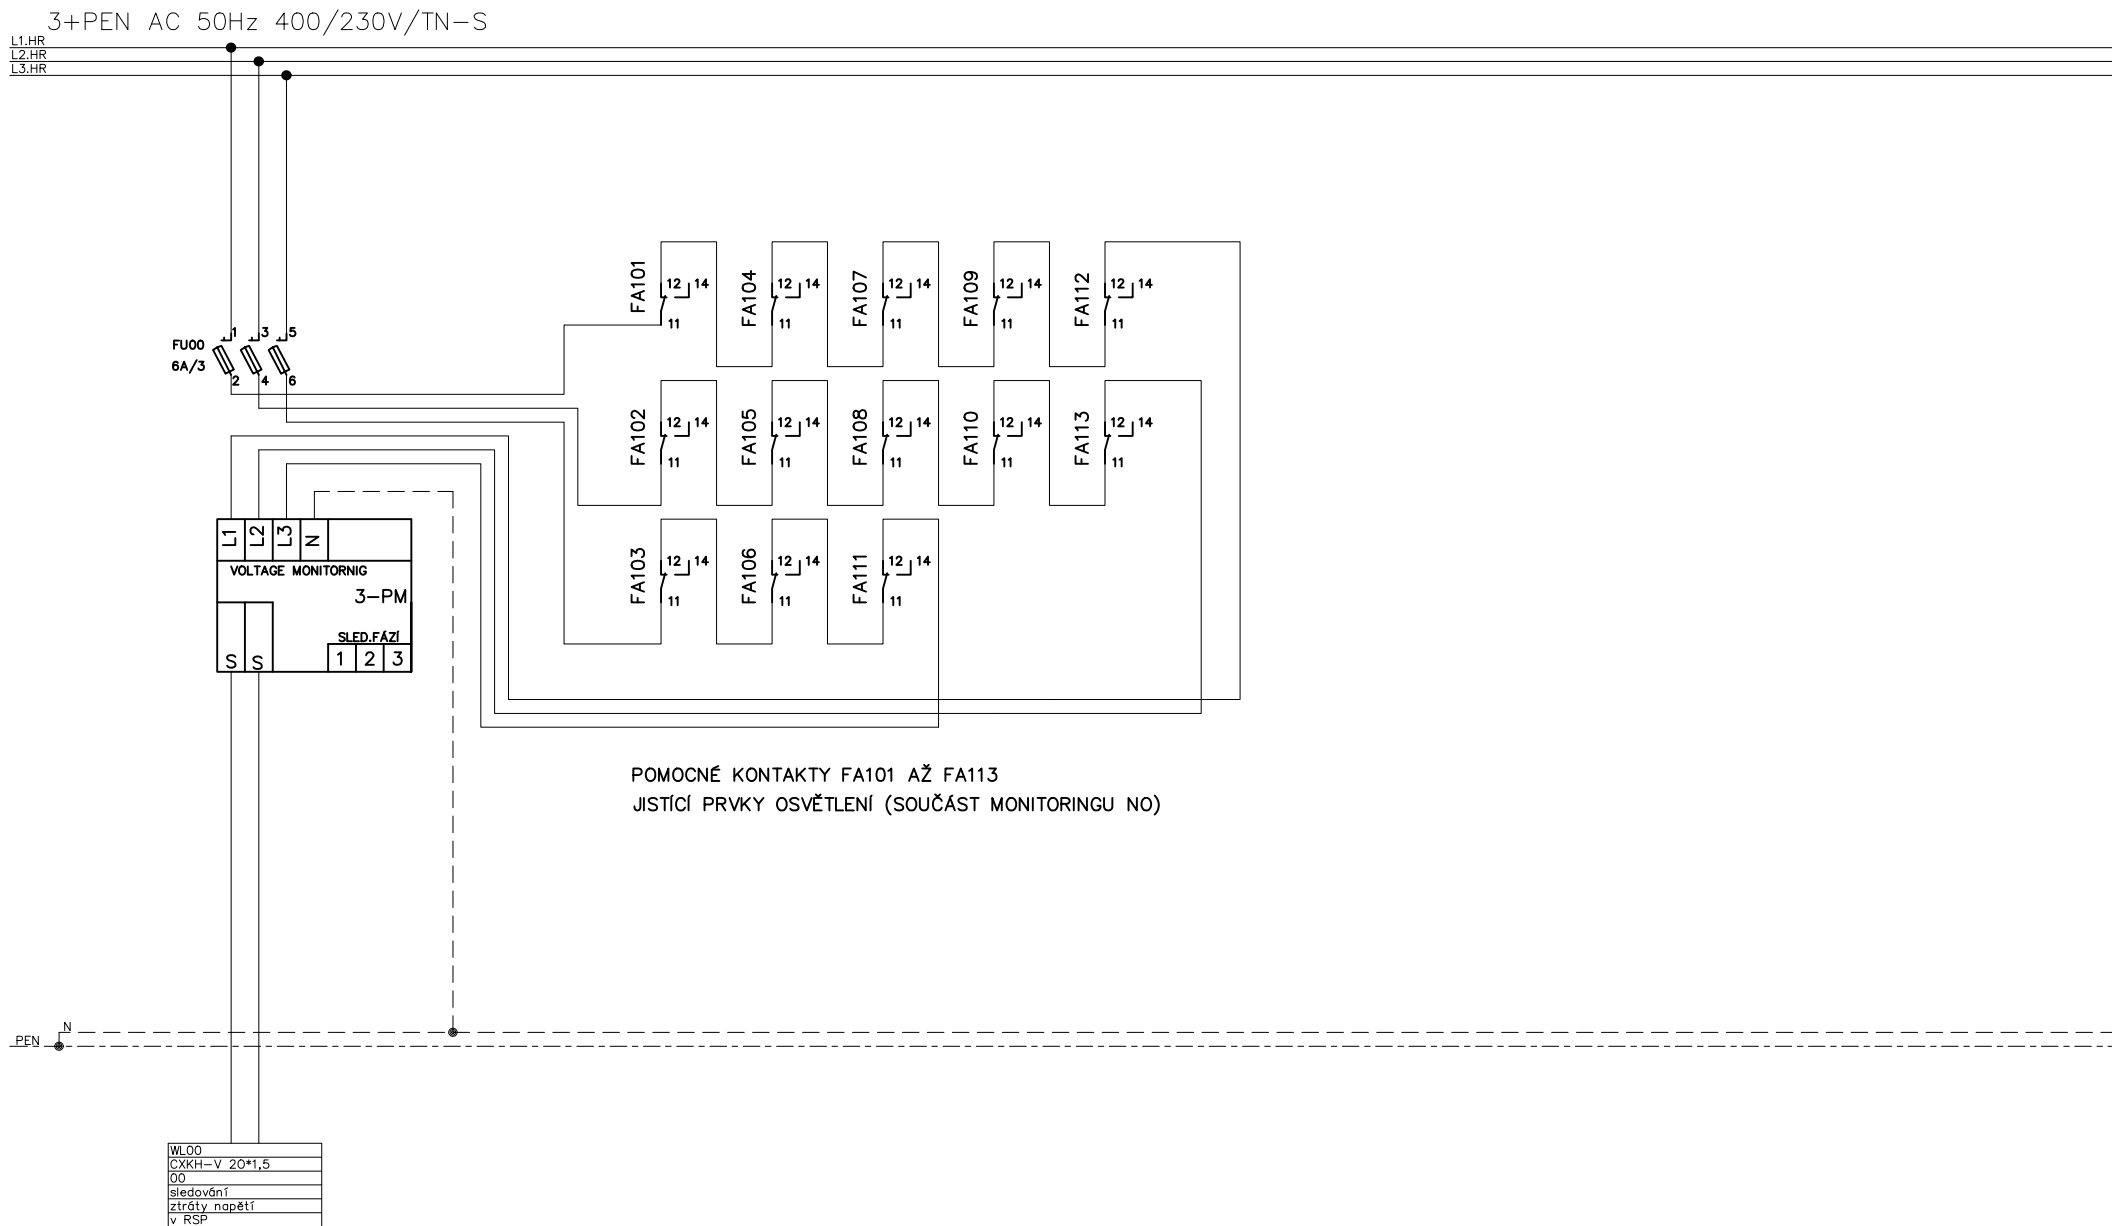 3+PEN AC 50Hz 400/230V/TN-S
L1.HR
L2.HR
L3.HR
FA101 12 14 11
FA104 12 14 11
FA107 12 14 11
FA109 12 14 11
FA112 12 14 11
FU00
6A/3
1 3 5
2 4 6
FA102 12 14 11
FA105 12 14 11
FA108 12 14 11
FA110 12 14 11
FA113 12 14 11
FA103 12 14 11
FA106 12 14 11
FA111 12 14 11
L1 L2 L3 N
VOLTAGE MONITORNIG
3-PM
SLED.FÁZÍ
S S 1 2 3
POMOCNÉ KONTAKTY FA101 AŽ FA113
JISTÍCÍ PRVKY OSVĚTLENÍ (SOUČÁST MONITORINGU NO)
N
PEN
WL00
CXKH-V 20*1,5
00
sledování
ztráty napětí
v RSP